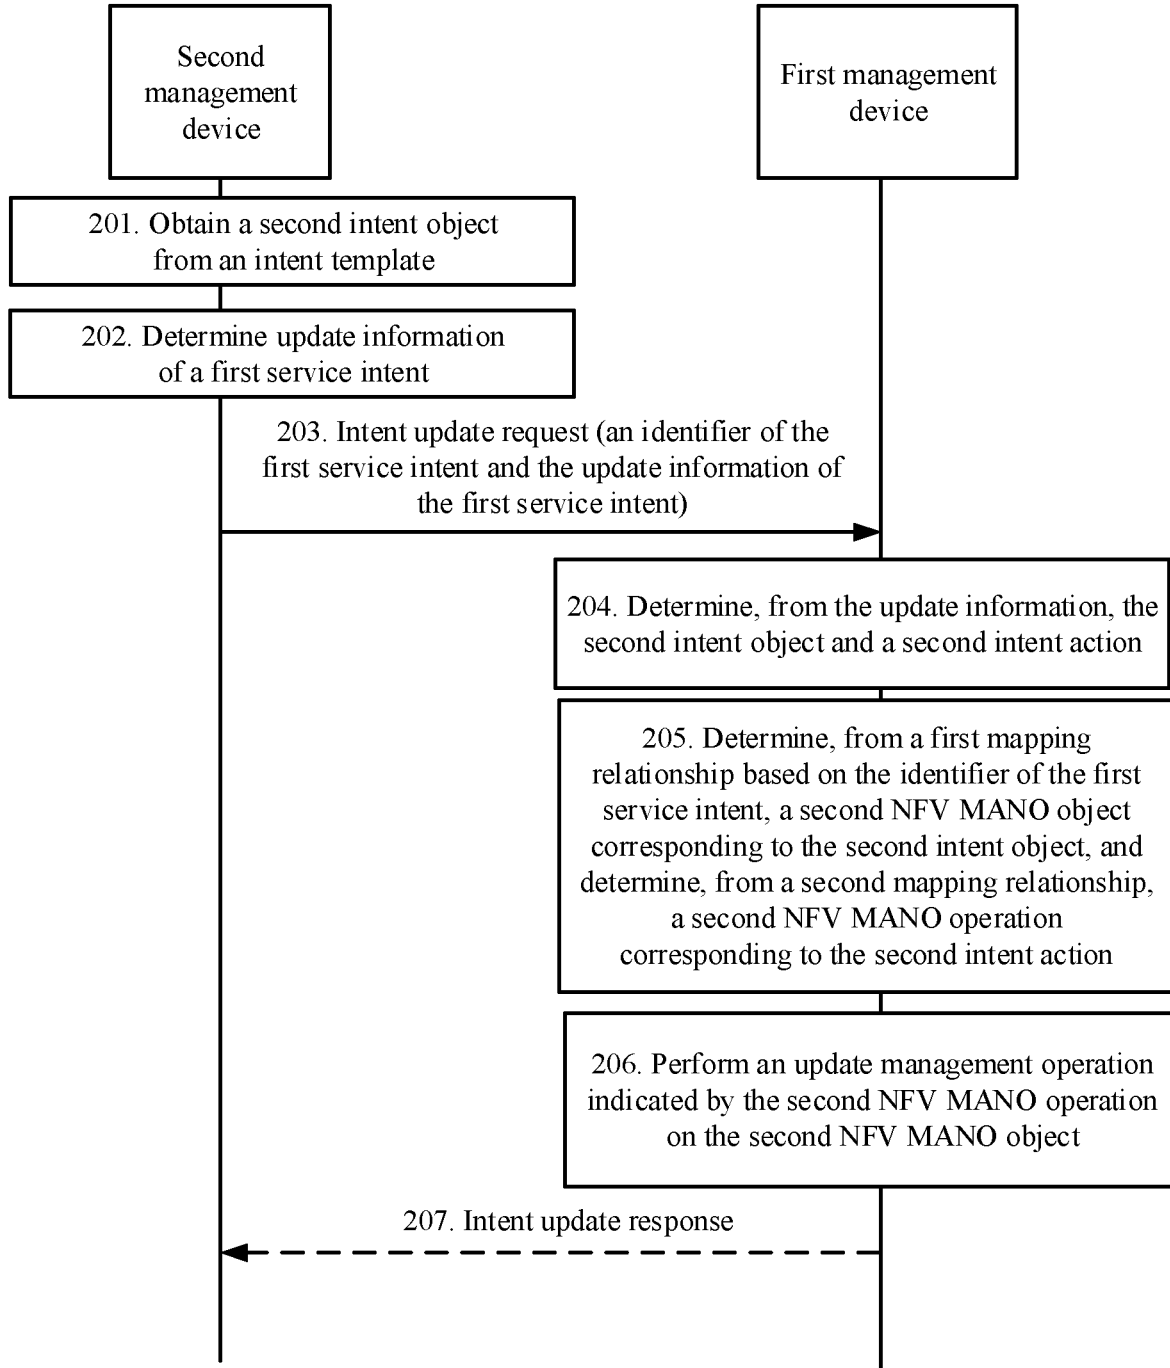 Second
management
device
First management
device
201. Obtain a second intent object
from an intent template
202. Determine update information
of a first service intent
203. Intent update request (an identifier of the
first service intent and the update information of
the first service intent)
204. Determine, from the update information, the
second intent object and a second intent action
205. Determine, from a first mapping
relationship based on the identifier of the first
service intent, a second NFV MANO object
corresponding to the second intent object, and
determine, from a second mapping relationship,
a second NFV MANO operation
corresponding to the second intent action
206. Perform an update management operation
indicated by the second NFV MANO operation
on the second NFV MANO object
207. Intent update response